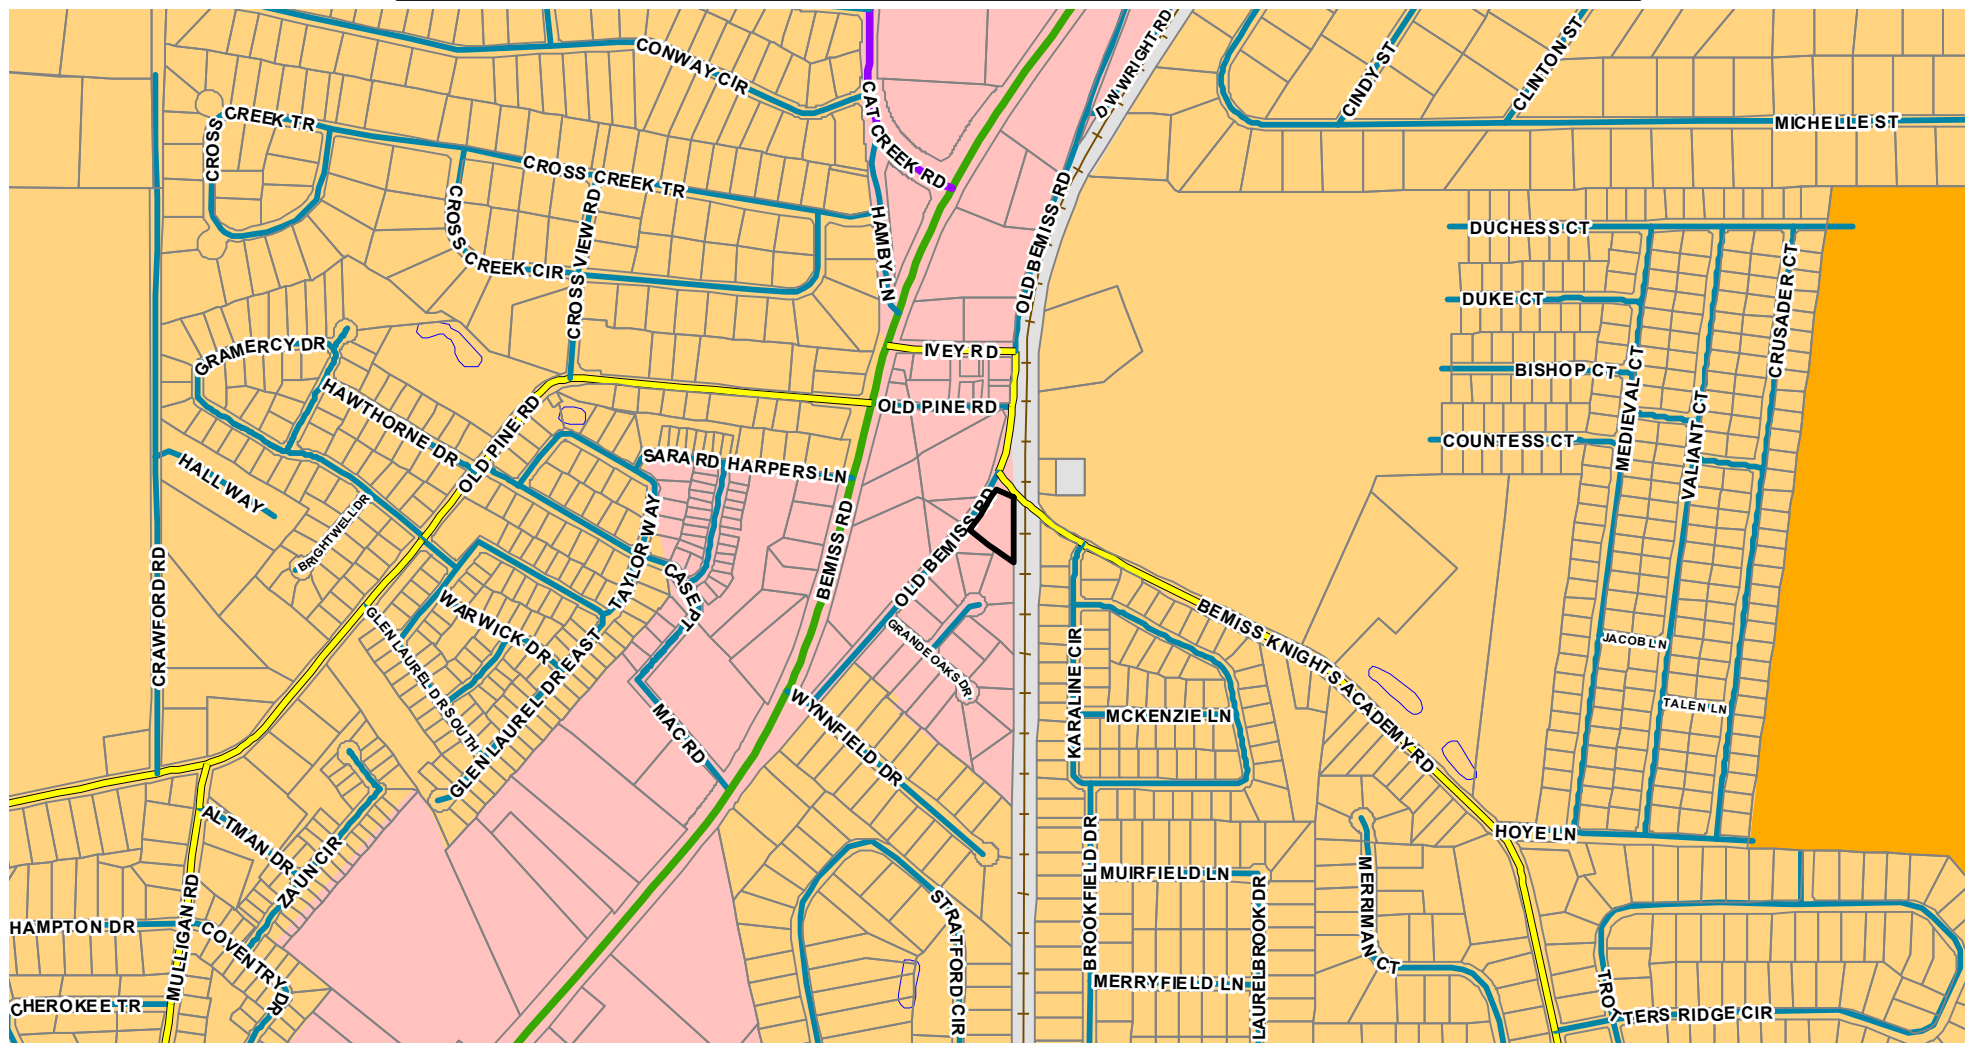 CONWAY CIR
CAT CREEK RD
D W WRIGHT RD
CINDY ST
CLINTON ST
MICHELLE ST
CROSS CREEK TR
CROSS CREEK TR
CROSS CREEK CIR
CROSS VIEW RD
HAMBY LN
OLD BEMISS RD
DUCHESS CT
DUKE CT
BISHOP CT
COUNTESS CT
MEDIEVAL CT
VALIANT CT
CRUSADER CT
GRAMERCY DR
HAWTHORNE DR
IVEY RD
OLD PINE RD
OLD PINE RD
SARA RD
HARPERS LN
HALL WAY
BRIGHTWELL DR
TAYLOR WAY
CASE PT
BEMISS RD
OLD BEMISS RD
CRAWFORD RD
GLEN LAUREL DR SOUTH
WARWICK DR
GLEN LAUREL DR EAST
GRANDE OAKS DR
KARALINE CIR
BEMISS KNIGHTS ACADEMY RD
JACOB LN
TALEN LN
MCKENZIE LN
MAC RD
WYNNFIELD DR
ALTMAN DR
ZAUN CIR
HOYE LN
BROOKFIELD DR
MUIRFIELD LN
MERRIMAN CT
LAURELBROOK DR
STRATFORD CIR
HAMPTON DR
MULLIGAN RD
COVENTRY DR
MERRYFIELD LN
CHEROKEE TR
TROTTERS RIDGE CIR